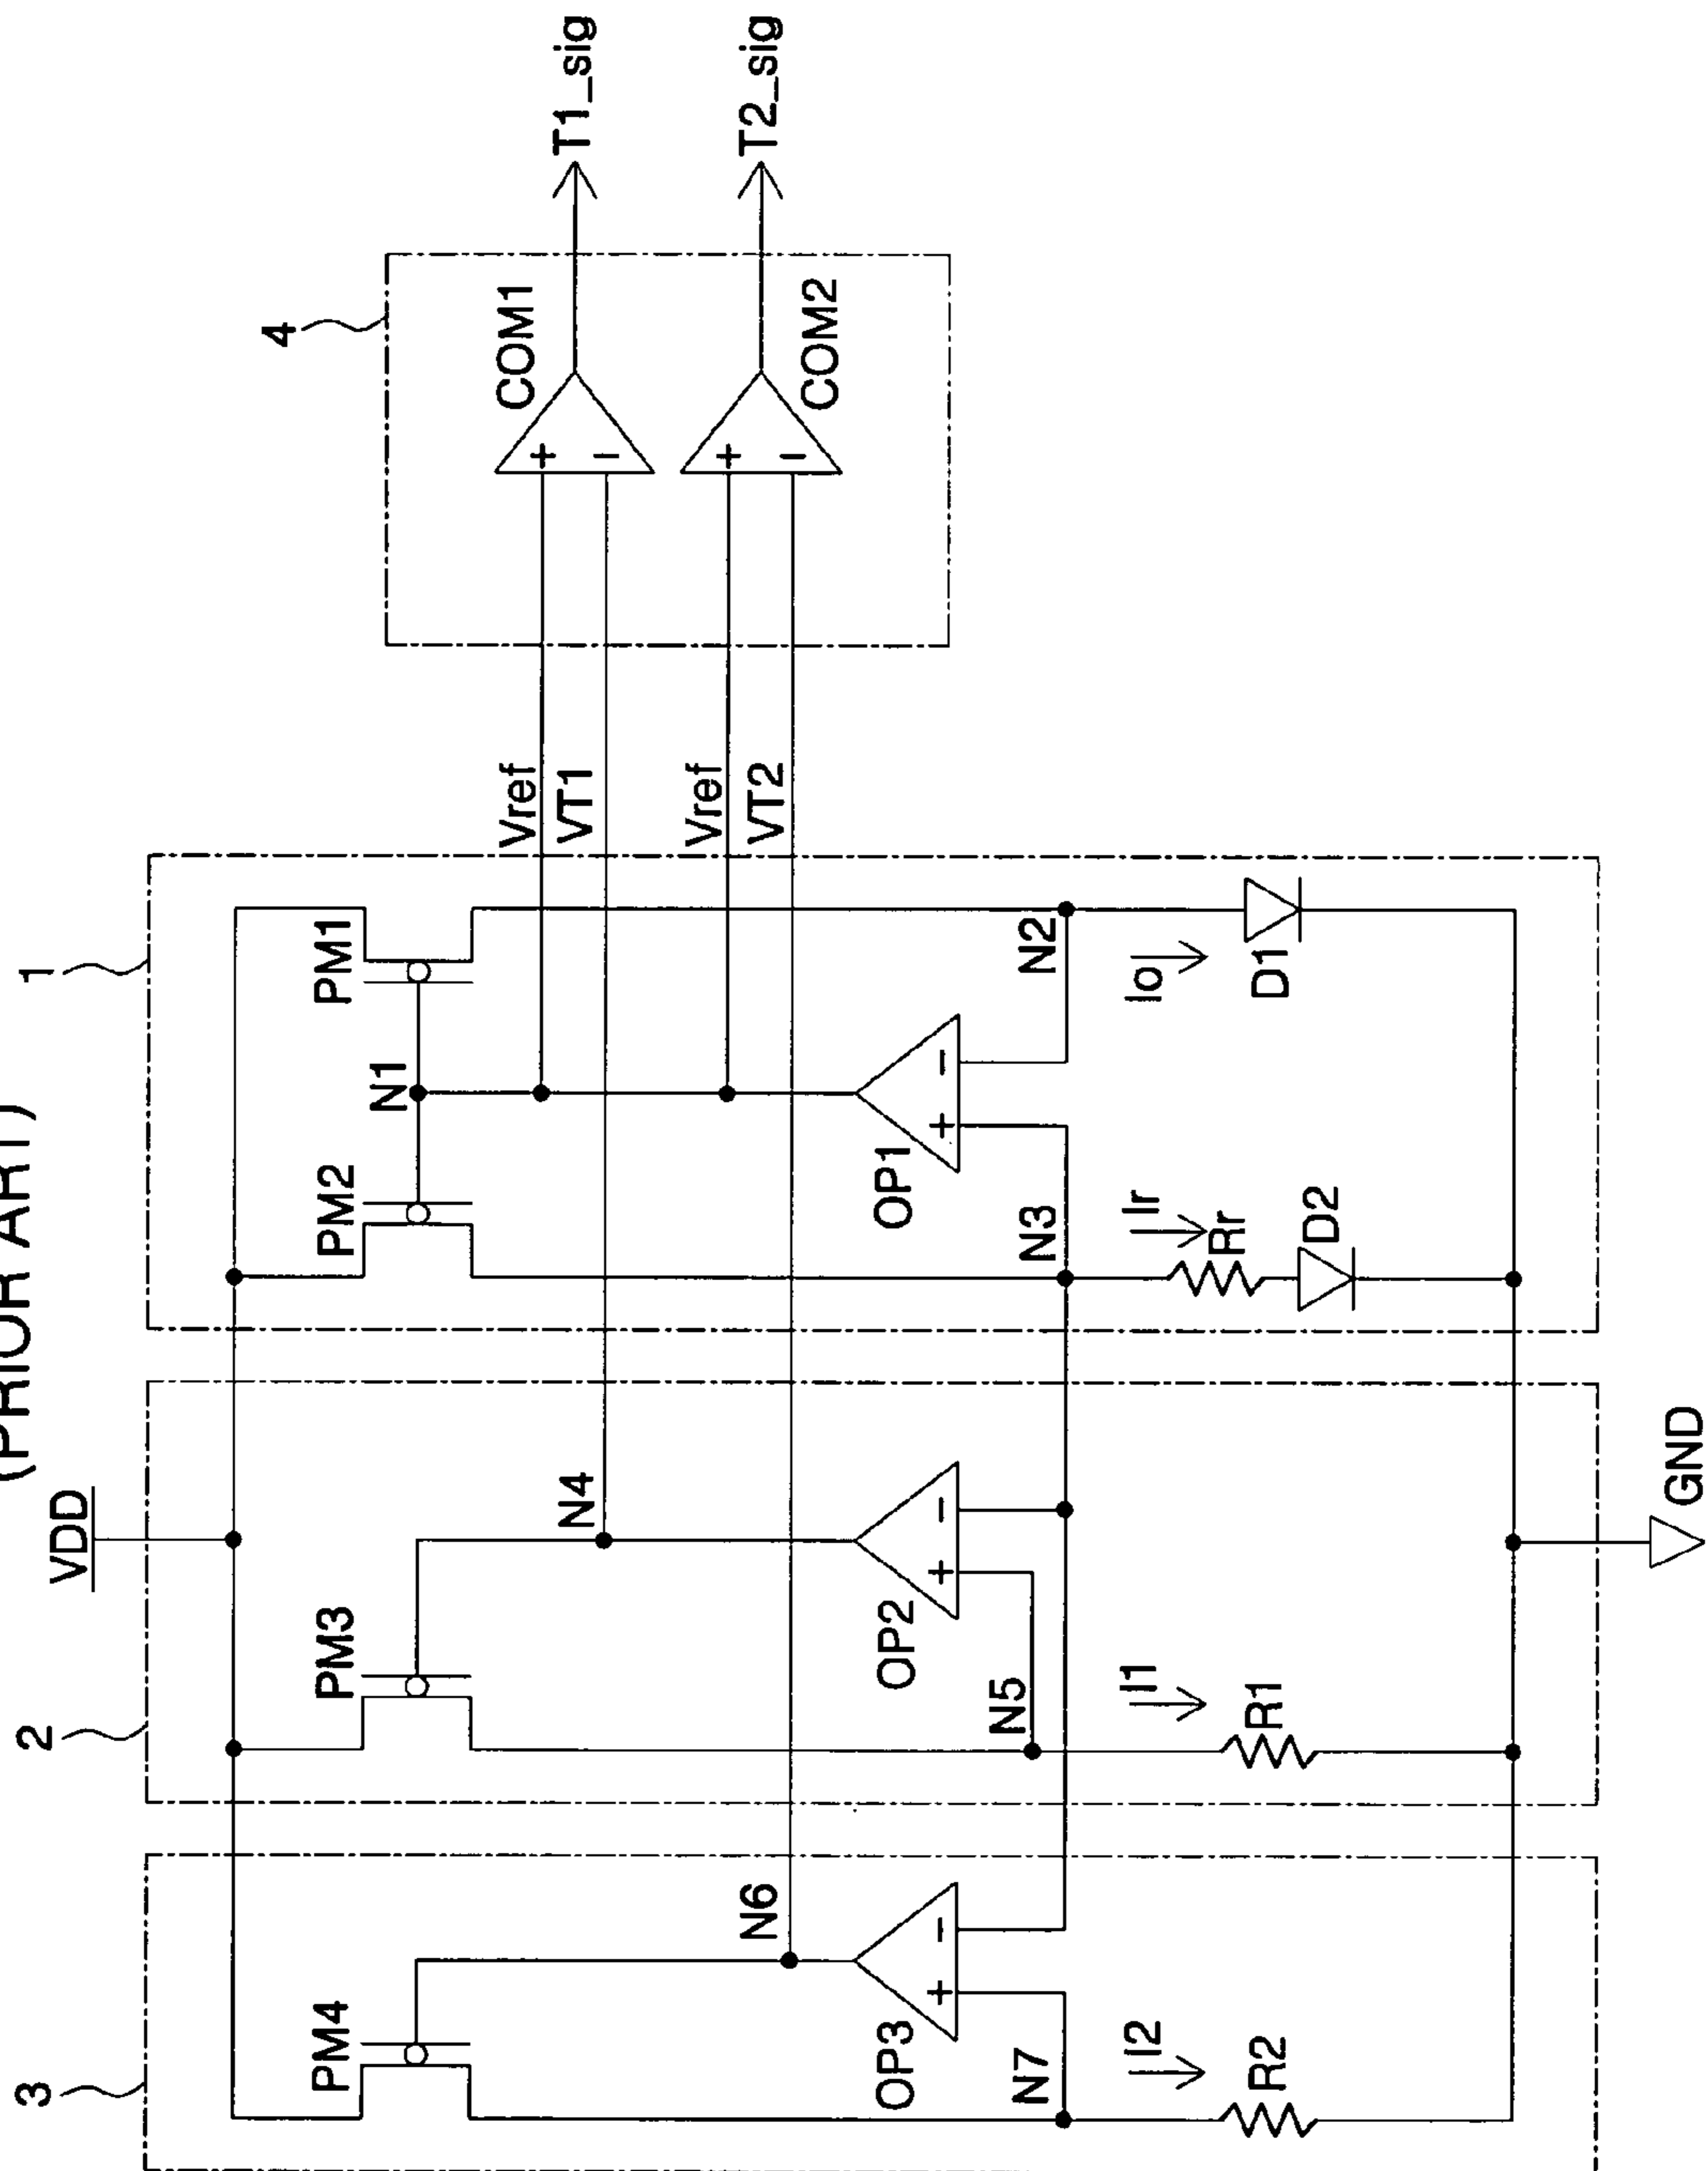 (PRIOR ART)
4
COM1
T1_sig
T2_sig
COM2
Vref
VT1
Vref
VT2
1
PM1
N1
PM2
OP1
N2
N3
Io
D1
Ir
Rr
D2
VDD
2
PM3
N4
OP2
N5
I1
R1
GND
3
PM4
N6
OP3
N7
I2
R2
+
−
+
−
+
−
+
−
+
−